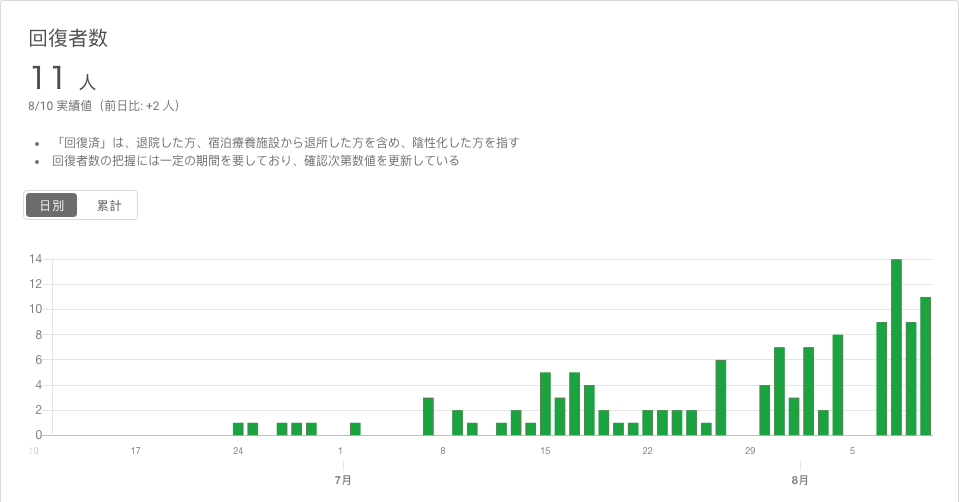 回復者数
11 人
8/10 実績値（前日比: +2 人）
「回復済」は、退院した方、宿泊療養施設から退所した方を含め、陰性化した方を指す
回復者数の把握には一定の期間を要しており、確認次第数値を更新している
日別 累計
14
12
10
8
6
4
2
0
10 17 24 1 8 15 22 29 5
7月 8月